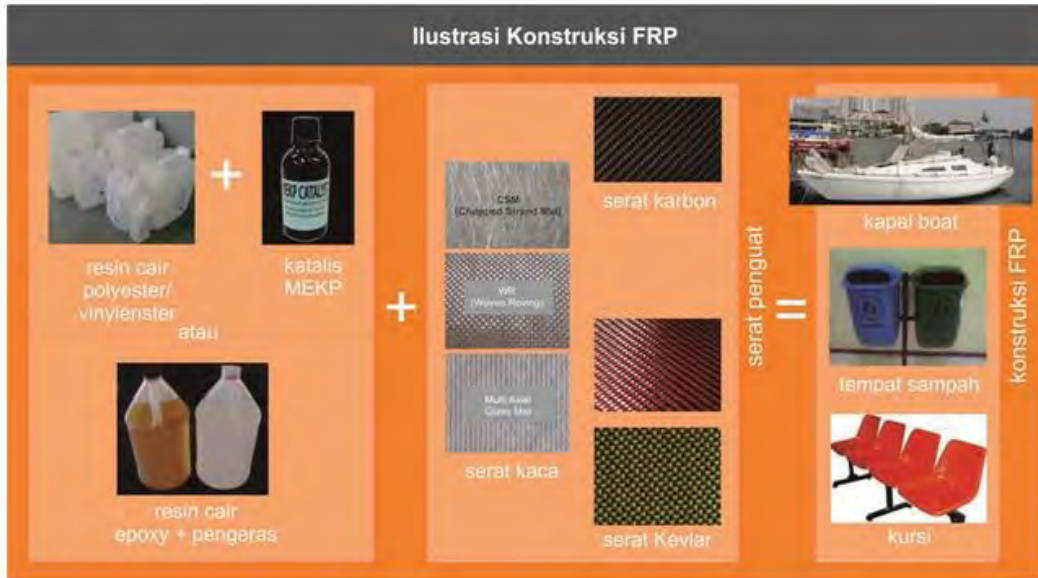 Ilustrasi Konstruksi FRP
resin cair
polyester/
vinylenster
atau
resin cair
epoxy + pengeras
+
MEKP CATALYST
katalis
MEKP
+
CSM
(Chopped Strand Mat)
WR
(Woven Roving)
Multi Axial
Glass Mat
serat kaca
serat karbon
serat Kevlar
serat penguat
=
kapal boat
tempat sampah
kursi
konstruksi FRP